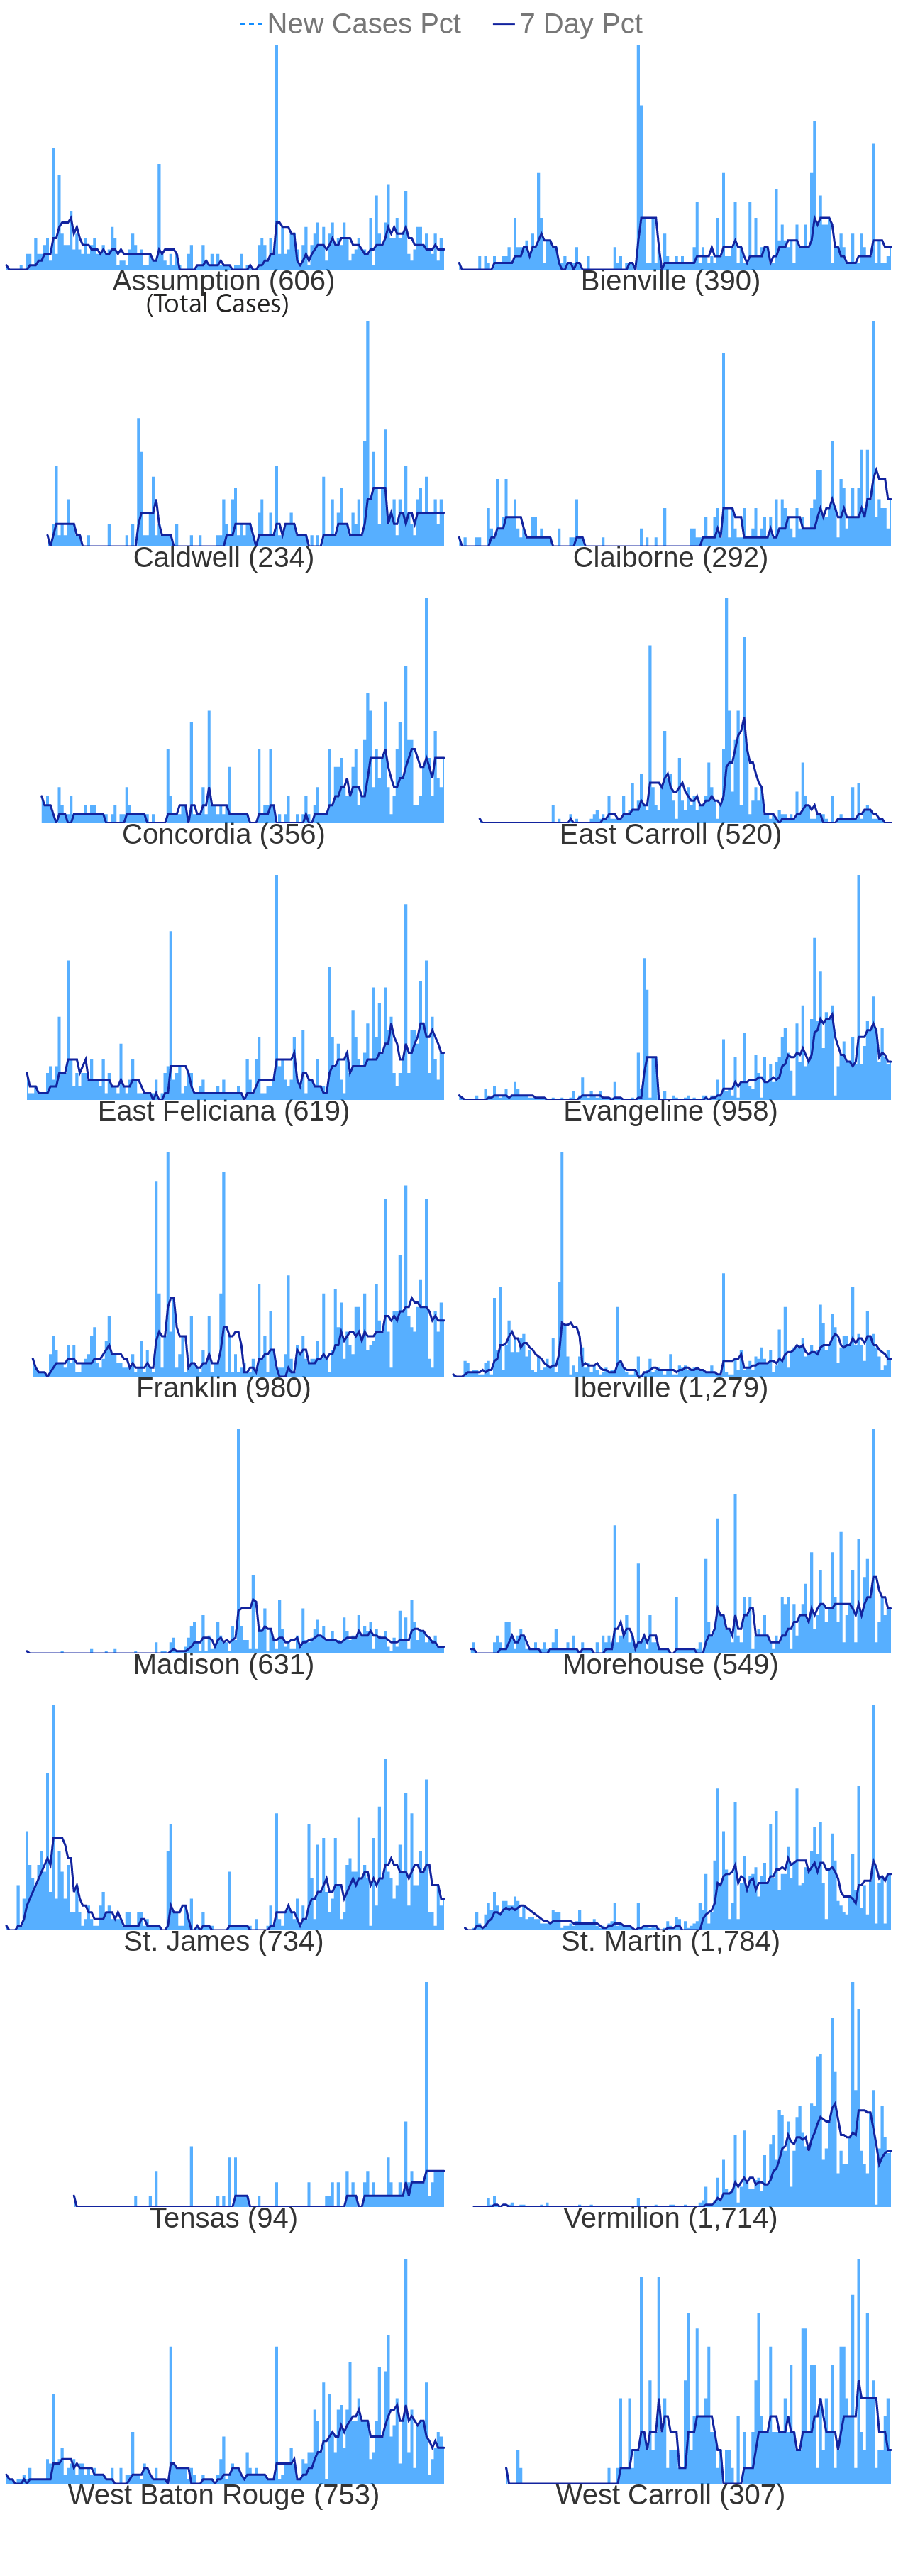 New Cases Pct 7 Day Pct
Assumption (606) Bienville (390)
(Total Cases)
Caldwell (234) Claiborne (292)
Concordia (356) East Carroll (520)
East Feliciana (619) Evangeline (958)
Franklin (980) Iberville (1,279)
Madison (631) Morehouse (549)
St. James (734) St. Martin (1,784)
Tensas (94) Vermilion (1,714)
West Baton Rouge (753) West Carroll (307)